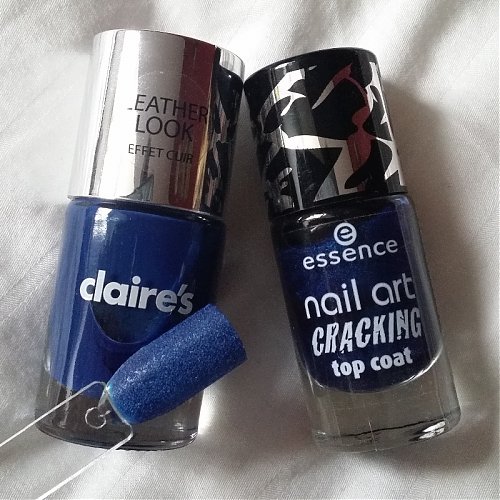 LEATHER
LOOK
EFFET CUIR
claire's
e
essence
nail art
CRACKING
top coat